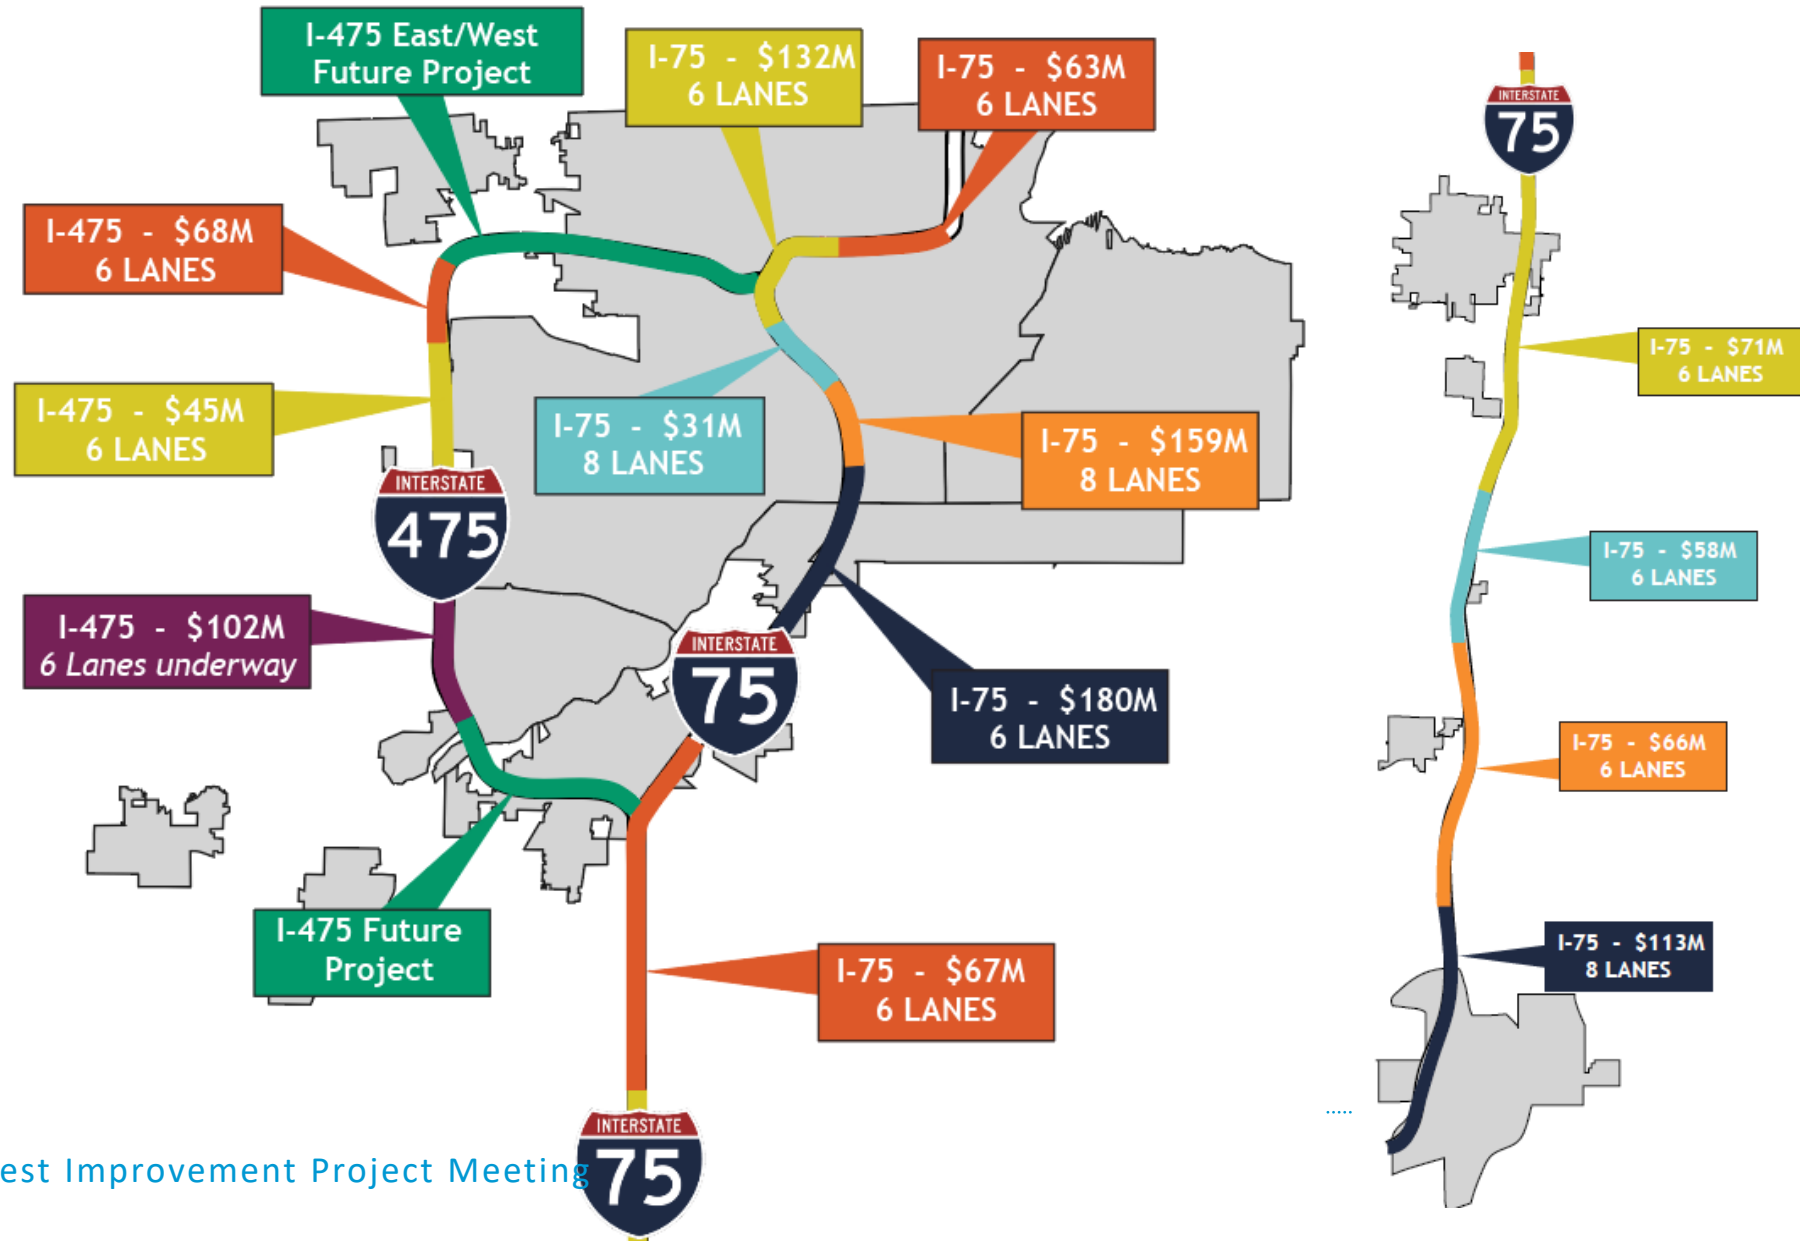 I-475 East/West
Future Project
I-75 - $132M
6 LANES
I-75 - $63M
6 LANES
INTERSTATE
75
I-475 - $68M
6 LANES
I-75 - $71M
6 LANES
I-475 - $45M
6 LANES
I-75 - $31M
8 LANES
I-75 - $159M
8 LANES
INTERSTATE
475
I-75 - $58M
6 LANES
I-475 - $102M
6 Lanes underway
INTERSTATE
75
I-75 - $180M
6 LANES
I-75 - $66M
6 LANES
I-475 Future
Project
I-75 - $67M
6 LANES
I-75 - $113M
8 LANES
INTERSTATE
75
est Improvement Project Meeting
.....